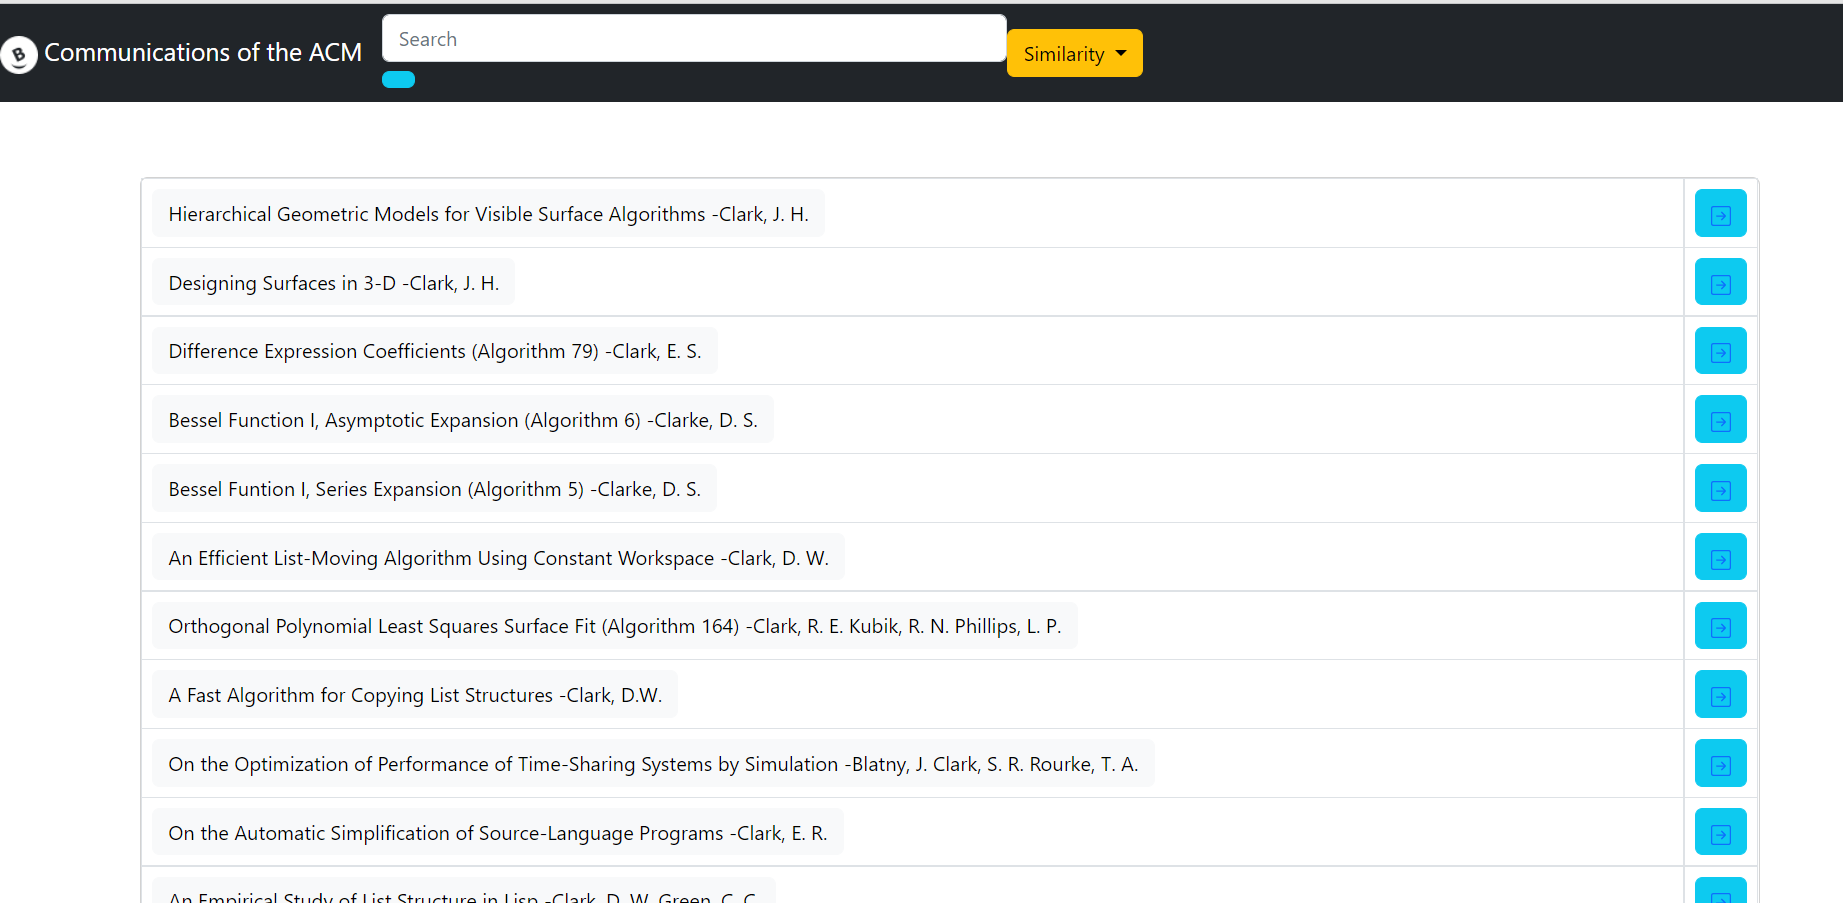 B
Communications of the ACM
Search
Similarity
Hierarchical Geometric Models for Visible Surface Algorithms -Clark, J. H.
Designing Surfaces in 3-D -Clark, J. H.
Difference Expression Coefficients (Algorithm 79) -Clark, E. S.
Bessel Function I, Asymptotic Expansion (Algorithm 6) -Clarke, D. S.
Bessel Funtion I, Series Expansion (Algorithm 5) -Clarke, D. S.
An Efficient List-Moving Algorithm Using Constant Workspace -Clark, D. W.
Orthogonal Polynomial Least Squares Surface Fit (Algorithm 164) -Clark, R. E. Kubik, R. N. Phillips, L. P.
A Fast Algorithm for Copying List Structures -Clark, D.W.
On the Optimization of Performance of Time-Sharing Systems by Simulation -Blatny, J. Clark, S. R. Rourke, T. A.
On the Automatic Simplification of Source-Language Programs -Clark, E. R.
An Empirical Study of List Structure in Lisp -Clark, D. W. Green, C. C.